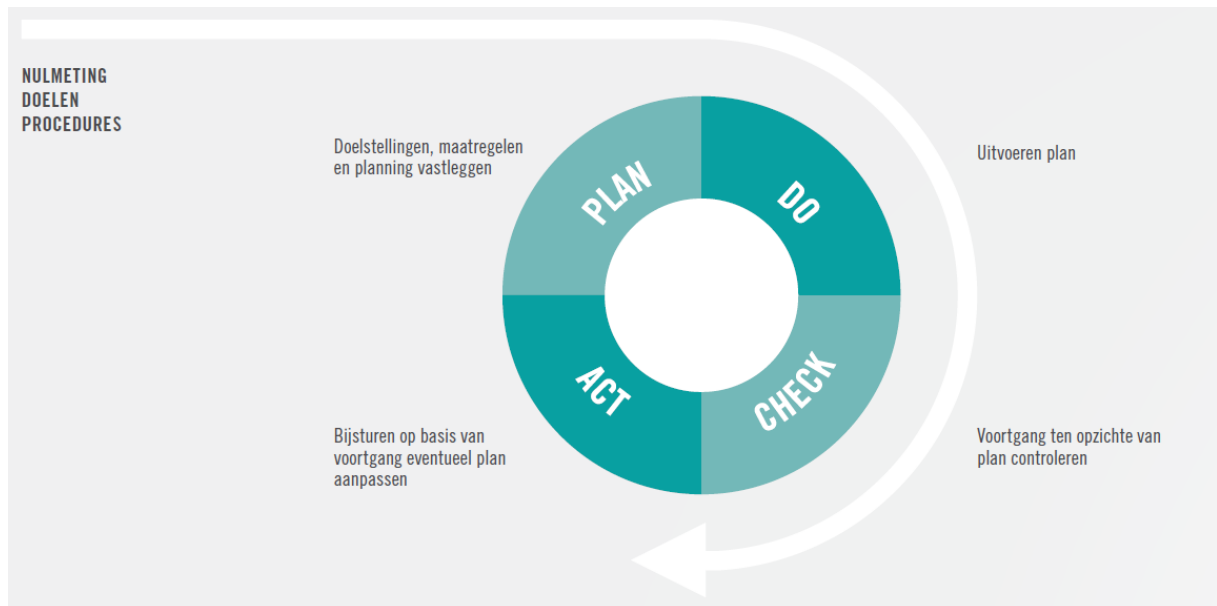 NULMETING
DOELEN
PROCEDURES
Doelstellingen, maatregelen
en planning vastleggen
PLAN
DO
Uitvoeren plan
ACT
CHECK
Bijsturen op basis van
voortgang eventueel plan
aanpassen
Voortgang ten opzichte van
plan controleren